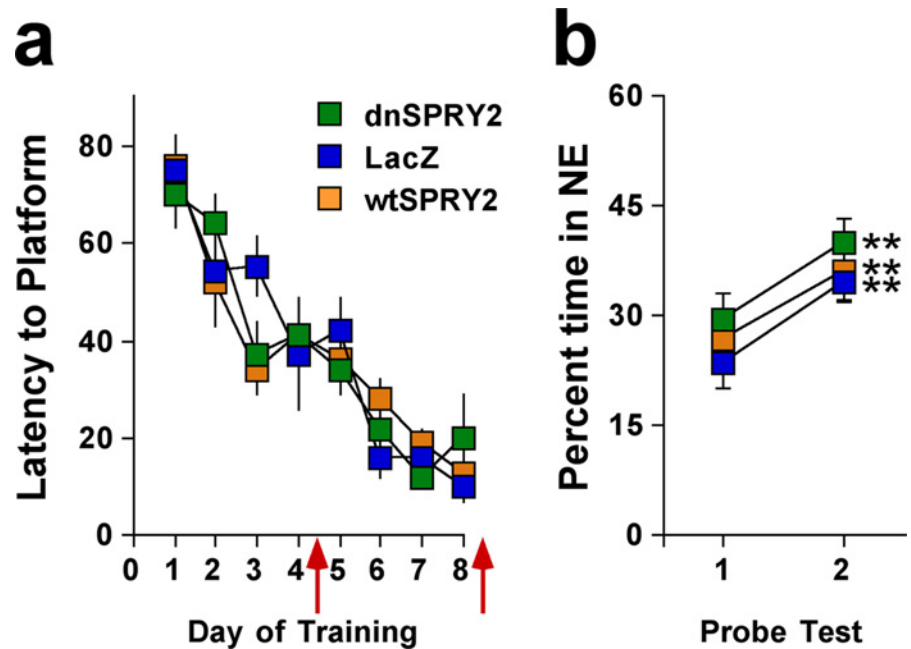 a
Latency to Platform
80
60
40
20
0
dnSPRY2
LacZ
wtSPRY2
0 1 2 3 4 5 6 7 8
Day of Training
b
Percent time in NE
60
45
30
15
0
**
**
**
1 2
Probe Test